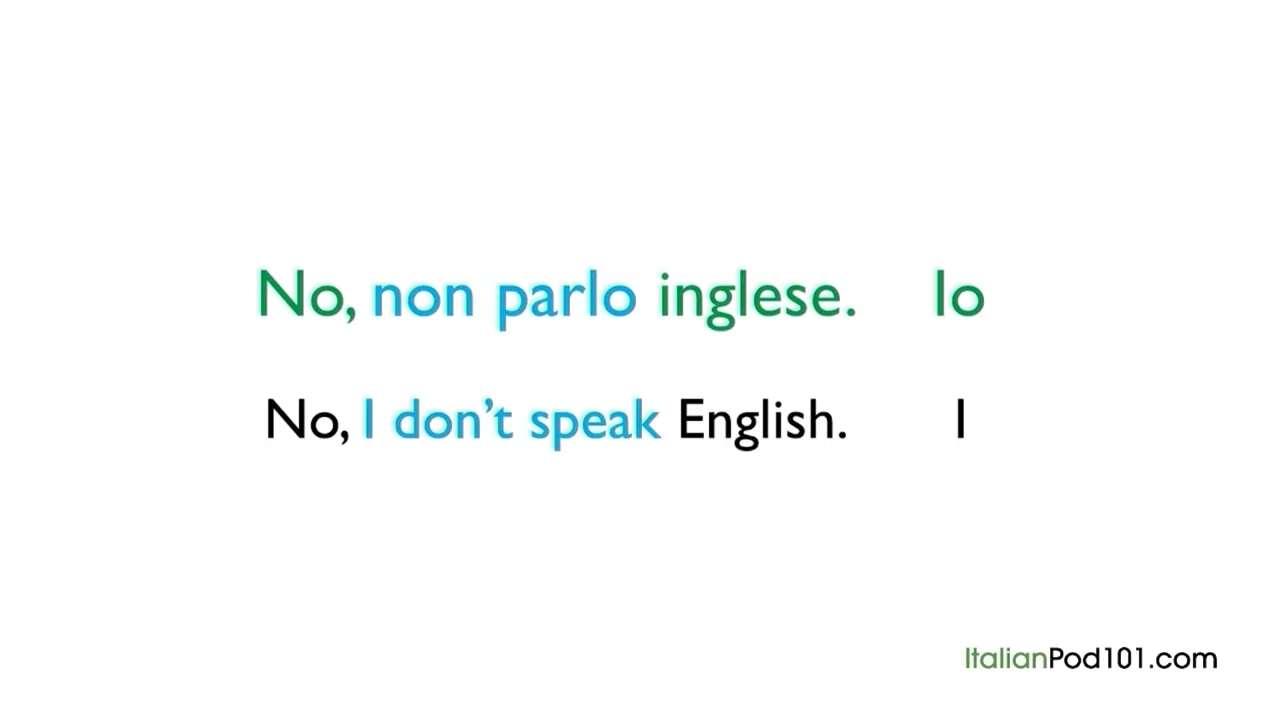 No, non parlo inglese. Io
No, I don't speak English. I
ItalianPod101.com